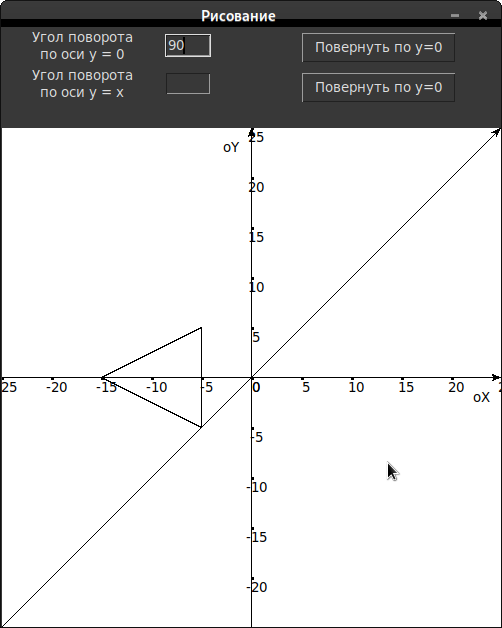 Рисование
Угол поворота
по оси y = 0
90
Повернуть по y=0
Угол поворота
по оси y = x
Повернуть по y=0
25
oY
20
15
10
5
25 -20 -15 -10 -5 0 5 10 15 20
oX
-5
-10
-15
-20